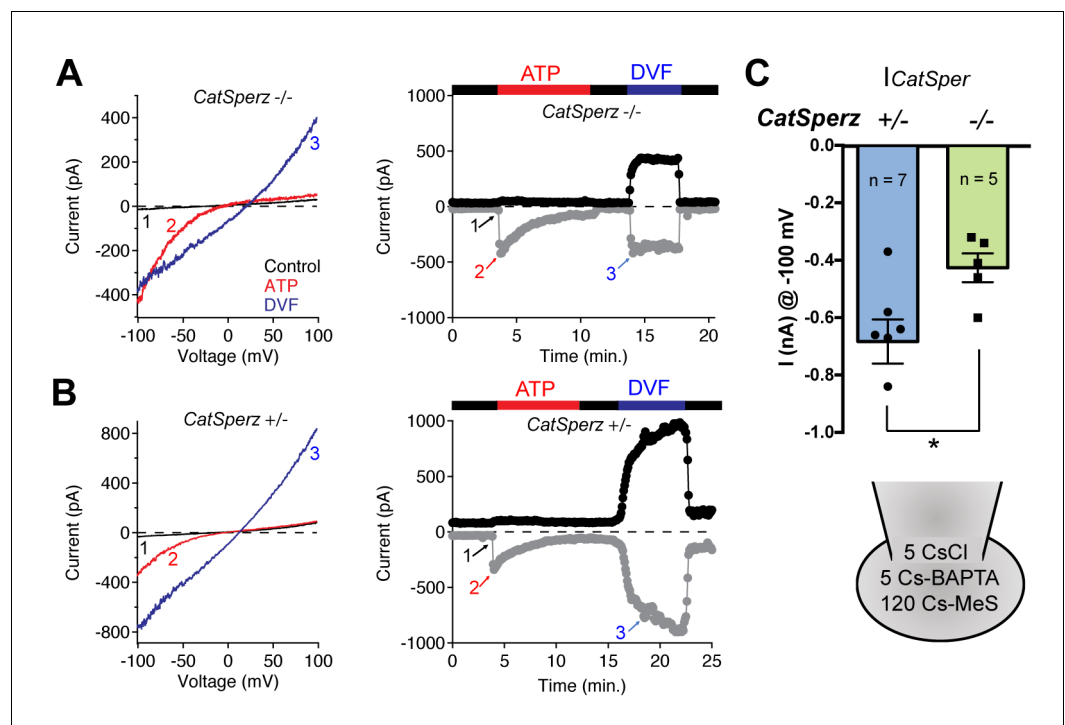 A
CatSperz -/-
Current (pA)
400
200
0
-200
-400
1
2
3
Control
ATP
DVF
-100
-50
0
50
100
Voltage (mV)
ATP
DVF
CatSperz -/-
Current (pA)
1000
500
0
-500
-1000
1
2
3
0
5
10
15
20
Time (min.)
B
CatSperz +/-
Current (pA)
800
400
0
-400
-800
1
2
3
-100
-50
0
50
100
Voltage (mV)
ATP
DVF
CatSperz +/-
Current (pA)
1000
500
0
-500
-1000
1
2
3
0
5
10
15
20
25
Time (min.)
C
ICatSper
CatSperz +/- -/-
I (nA) @ -100 mV
0.0
-0.2
-0.4
-0.6
-0.8
-1.0
n = 7
n = 5
*
5 CsCl
5 Cs-BAPTA
120 Cs-MeS